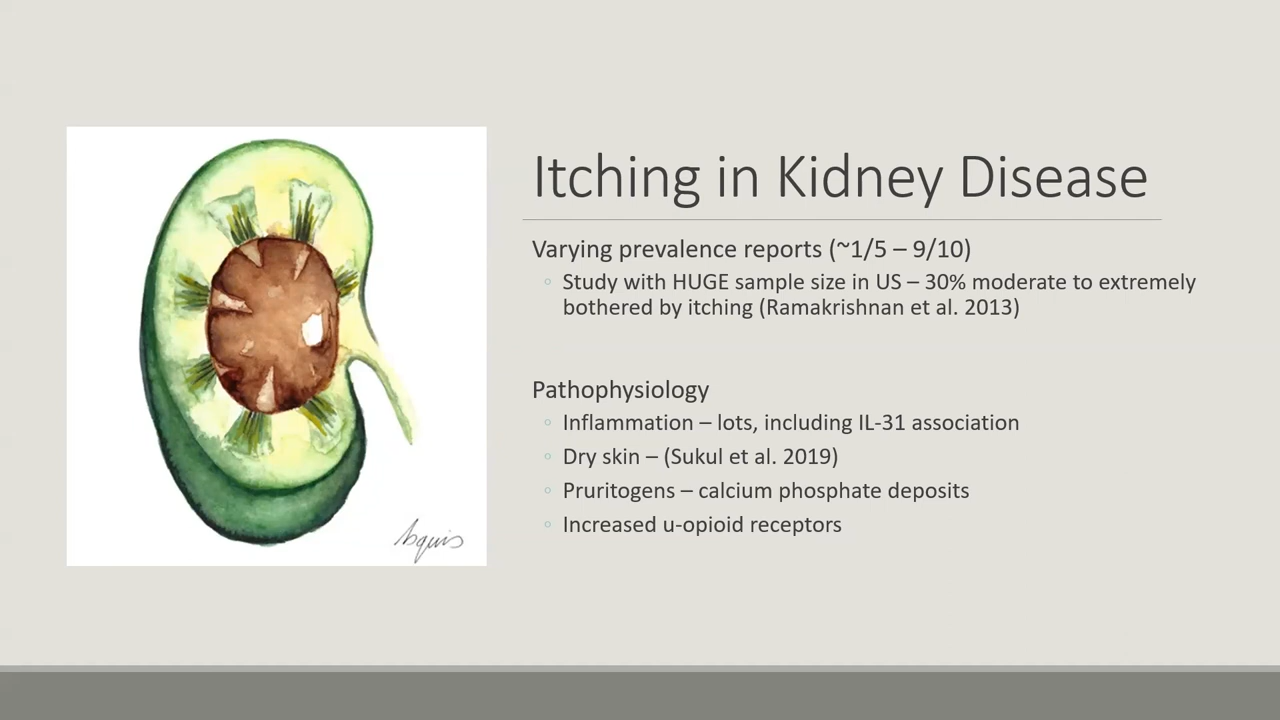 Itching in Kidney Disease
Varying prevalence reports (~1/5 – 9/10)
◦ Study with HUGE sample size in US – 30% moderate to extremely
bothered by itching (Ramakrishnan et al. 2013)
Pathophysiology
◦ Inflammation – lots, including IL-31 association
◦ Dry skin – (Sukul et al. 2019)
◦ Pruritogens – calcium phosphate deposits
◦ Increased u-opioid receptors